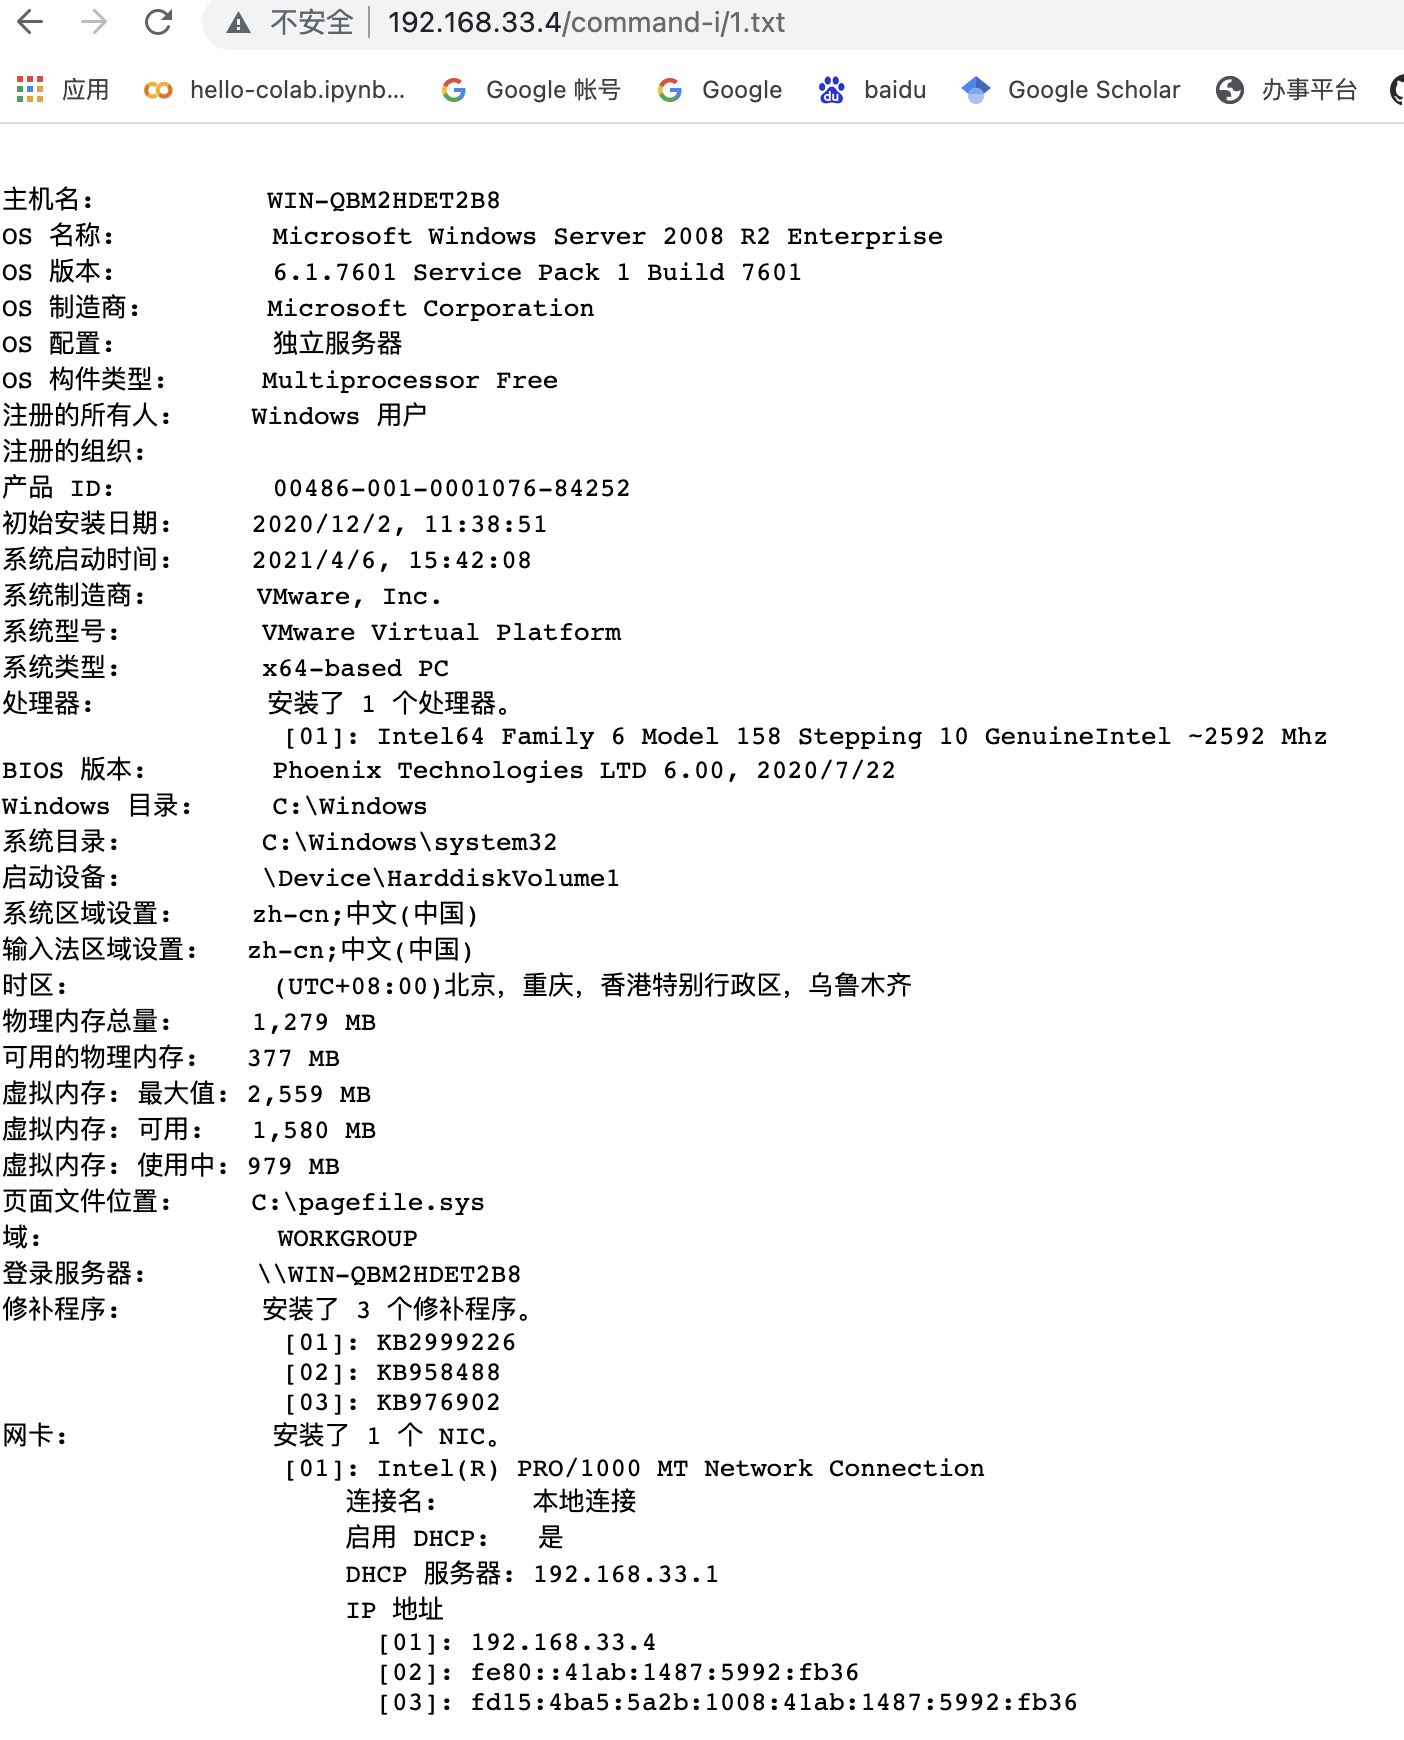 不安全 192.168.33.4/command-i/1.txt
应用 hello-colab.ipynb... Google 帐号 Google baidu Google Scholar 办事平台
主机名: WIN-QBM2HDET2B8
OS 名称: Microsoft Windows Server 2008 R2 Enterprise
OS 版本: 6.1.7601 Service Pack 1 Build 7601
OS 制造商: Microsoft Corporation
OS 配置: 独立服务器
OS 构件类型: Multiprocessor Free
注册的所有人: Windows 用户
注册的组织:
产品 ID: 00486-001-0001076-84252
初始安装日期: 2020/12/2, 11:38:51
系统启动时间: 2021/4/6, 15:42:08
系统制造商: VMware, Inc.
系统型号: VMware Virtual Platform
系统类型: x64-based PC
处理器: 安装了 1 个处理器。
[01]: Intel64 Family 6 Model 158 Stepping 10 GenuineIntel ~2592 Mhz
BIOS 版本: Phoenix Technologies LTD 6.00, 2020/7/22
Windows 目录: C:\Windows
系统目录: C:\Windows\system32
启动设备: \Device\HarddiskVolume1
系统区域设置: zh-cn;中文(中国)
输入法区域设置: zh-cn;中文(中国)
时区: (UTC+08:00)北京，重庆，香港特别行政区，乌鲁木齐
物理内存总量: 1,279 MB
可用的物理内存: 377 MB
虚拟内存: 最大值: 2,559 MB
虚拟内存: 可用: 1,580 MB
虚拟内存: 使用中: 979 MB
页面文件位置: C:\pagefile.sys
域: WORKGROUP
登录服务器: \\WIN-QBM2HDET2B8
修补程序: 安装了 3 个修补程序。
[01]: KB2999226
[02]: KB958488
[03]: KB976902
网卡: 安装了 1 个 NIC。
[01]: Intel(R) PRO/1000 MT Network Connection
连接名: 本地连接
启用 DHCP: 是
DHCP 服务器: 192.168.33.1
IP 地址
[01]: 192.168.33.4
[02]: fe80::41ab:1487:5992:fb36
[03]: fd15:4ba5:5a2b:1008:41ab:1487:5992:fb36